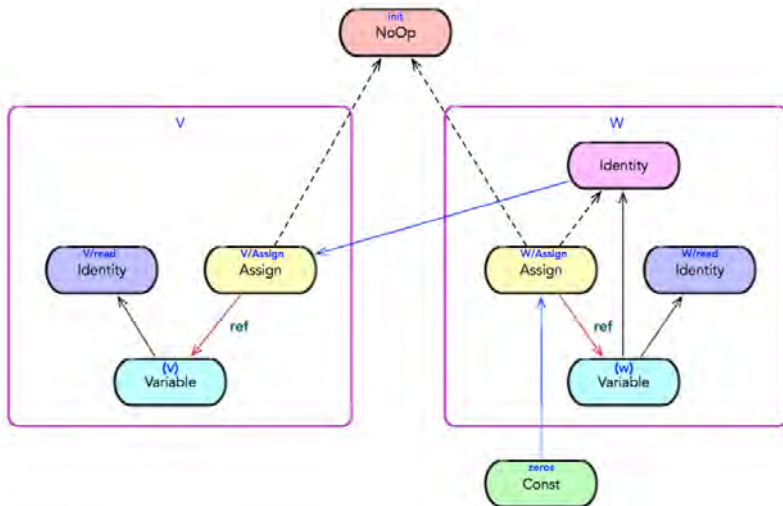 init
NoOp
V
W
Identity
V/read
Identity
V/Assign
Assign
W/Assign
Assign
W/read
Identity
ref
ref
(V)
Variable
(w)
Variable
zeros
Const